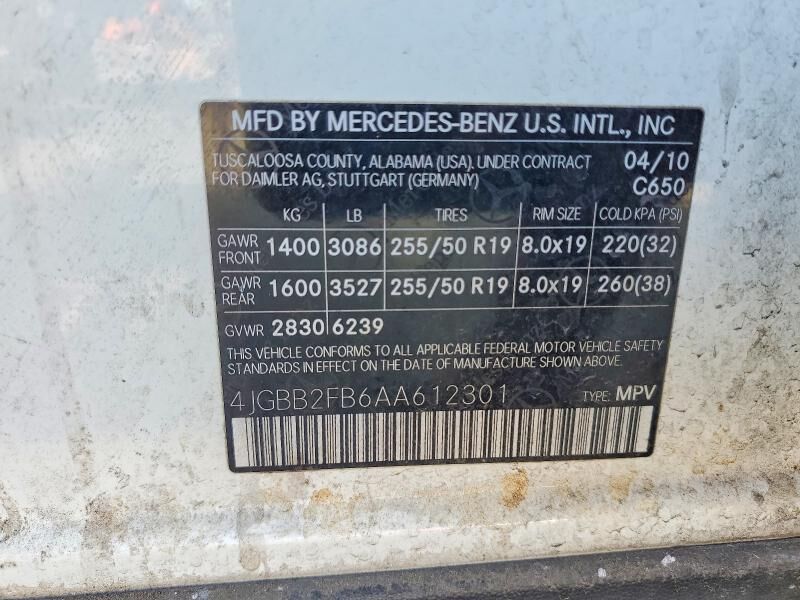 MFD BY MERCEDES-BENZ U.S. INTL., INC
TUSCALOOSA COUNTY, ALABAMA (USA). UNDER CONTRACT 04/10
FOR DAIMLER AG, STUTTGART (GERMANY) C650
KG LB TIRES RIM SIZE COLD KPA (PSI)
GAWR FRONT 1400 3086 255/50 R19 8.0x19 220(32)
GAWR REAR 1600 3527 255/50 R19 8.0x19 260(38)
GVWR 2830 6239
THIS VEHICLE CONFORMS TO ALL APPLICABLE FEDERAL MOTOR VEHICLE SAFETY
STANDARDS IN EFFECT ON THE DATE OF MANUFACTURE SHOWN ABOVE.
4JGBB2FB6AA612301 TYPE: MPV